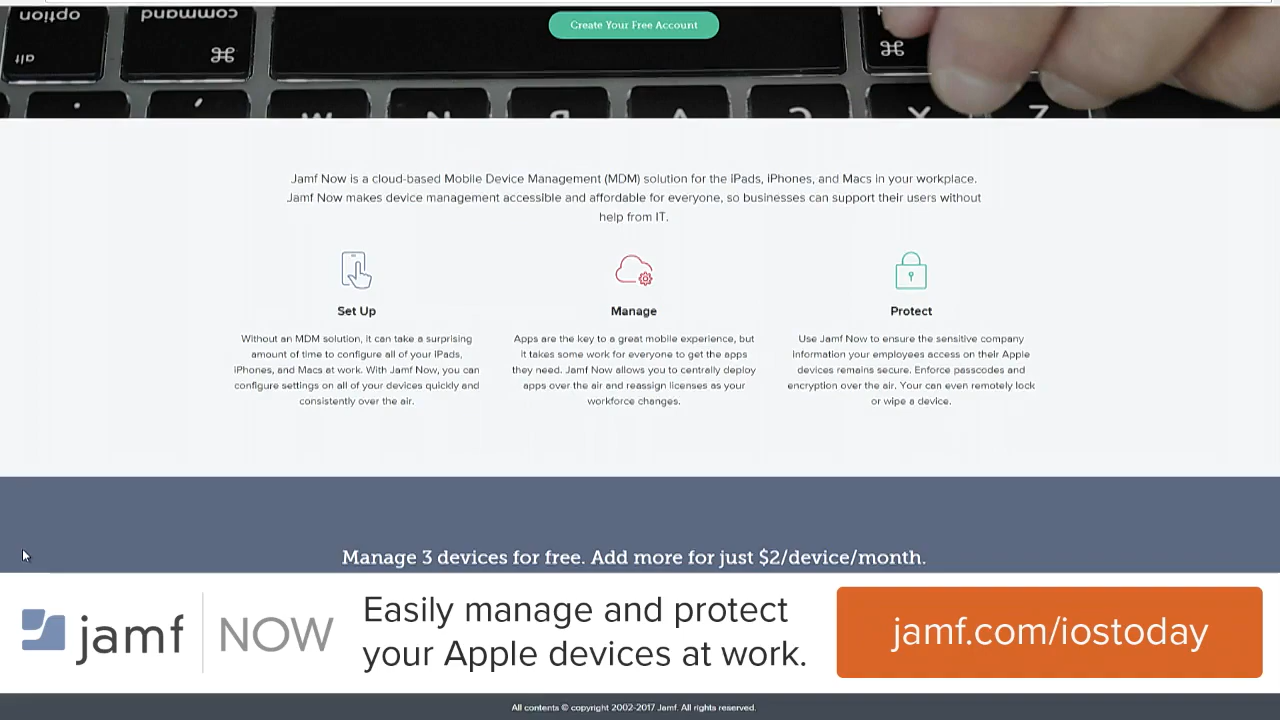 option
command
alt
⌘
⌘
Create Your Free Account
M
N
B
V
C
X
Z
Jamf Now is a cloud-based Mobile Device Management (MDM) solution for the iPads, iPhones, and Macs in your workplace.
Jamf Now makes device management accessible and affordable for everyone, so businesses can support their users without
help from IT.
Set Up
Without an MDM solution, it can take a surprising
amount of time to configure all of your iPads,
iPhones, and Macs at work. With Jamf Now, you can
configure settings on all of your devices quickly and
consistently over the air.
Manage
Apps are the key to a great mobile experience, but
it takes some work for everyone to get the apps
they need. Jamf Now allows you to centrally deploy
apps over the air and reassign licenses as your
workforce changes.
Protect
Use Jamf Now to ensure the sensitive company
information your employees access on their Apple
devices remains secure. Enforce passcodes and
encryption over the air. Your can even remotely lock
or wipe a device.
Manage 3 devices for free. Add more for just $2/device/month.
jamf NOW
Easily manage and protect
your Apple devices at work.
jamf.com/iostoday
All contents © copyright 2002-2017 Jamf. All rights reserved.